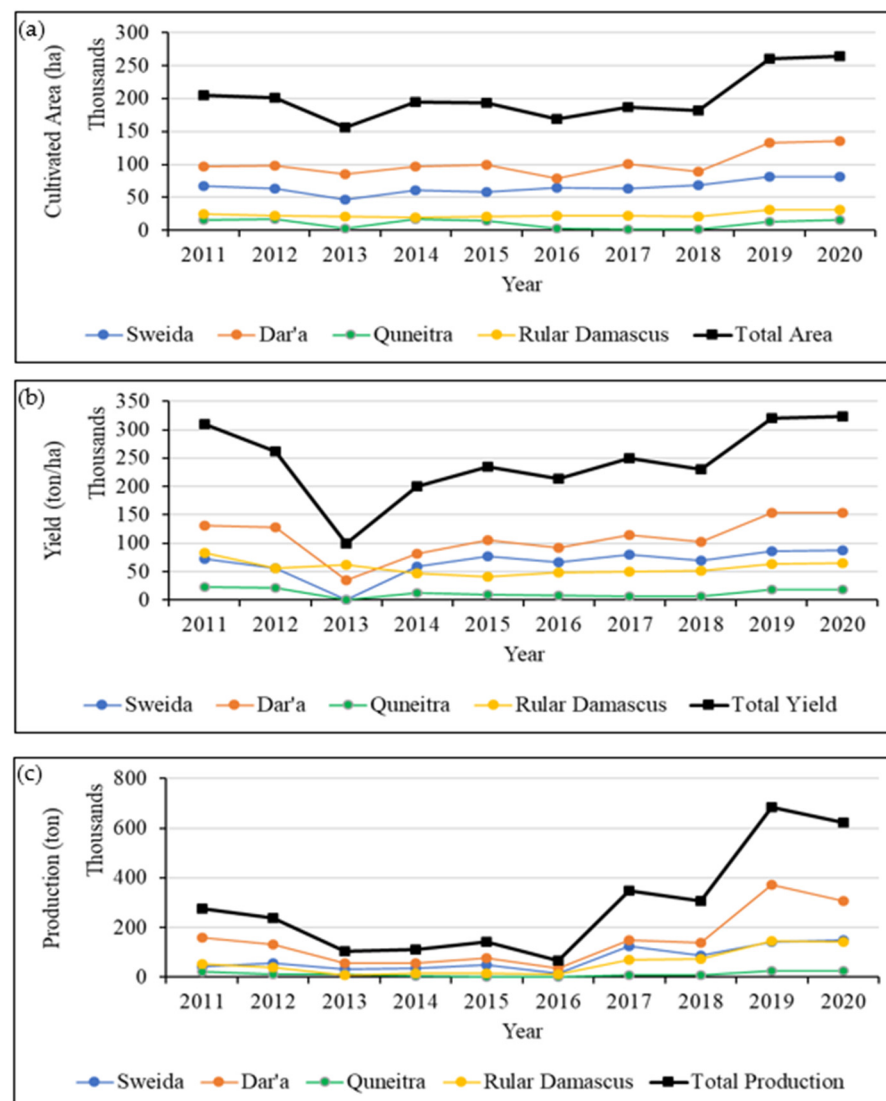 (a)
Cultivated Area (ha)
Thousands
300
250
200
150
100
50
0
2011 2012 2013 2014 2015 2016 2017 2018 2019 2020
Year
Sweida Dar'a Quneitra Rular Damascus Total Area
(b)
Yield (ton/ha)
Thousands
350
300
250
200
150
100
50
0
2011 2012 2013 2014 2015 2016 2017 2018 2019 2020
Year
Sweida Dar'a Quneitra Rular Damascus Total Yield
(c)
Production (ton)
Thousands
800
600
400
200
0
2011 2012 2013 2014 2015 2016 2017 2018 2019 2020
Year
Sweida Dar'a Quneitra Rular Damascus Total Production